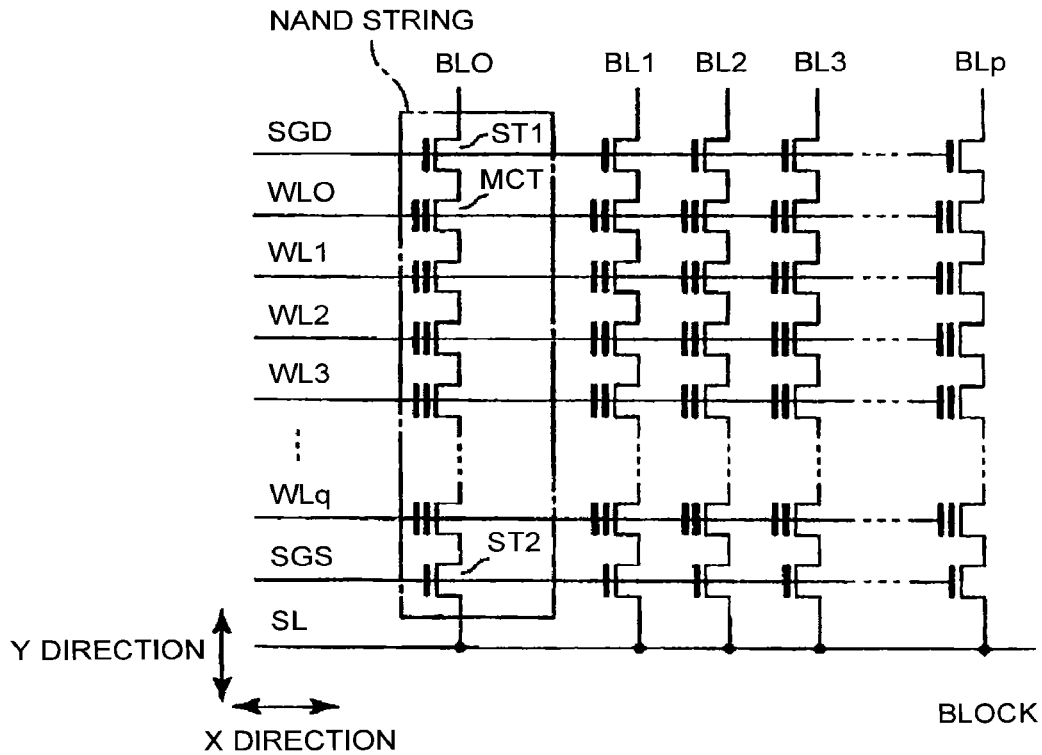 NAND STRING
BLO BL1 BL2 BL3 BLp
SGD ST1
WLO MCT
WL1
WL2
WL3
WLq
SGS ST2
SL
Y DIRECTION
X DIRECTION
BLOCK